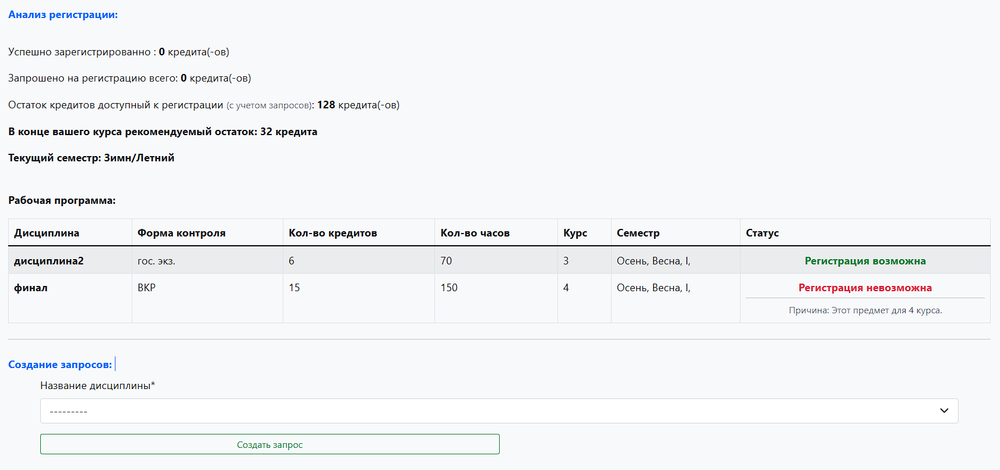 Анализ регистрации:
Успешно зарегистрированно : 0 кредита(-ов)
Запрошено на регистрацию всего: 0 кредита(-ов)
Остаток кредитов доступный к регистрации (с учетом запросов): 128 кредита(-ов)
В конце вашего курса рекомендуемый остаток: 32 кредита
Текущий семестр: Зимн/Летний
Рабочая программа:
Дисциплина Форма контроля Кол-во кредитов Кол-во часов Курс Семестр Статус
дисциплина2 гос. экз. 6 70 3 Осень, Весна, I, Регистрация возможна
финал ВКР 15 150 4 Осень, Весна, I, Регистрация невозможна
Причина: Этот предмет для 4 курса.
Создание запросов:
Название дисциплины*
---------
Создать запрос